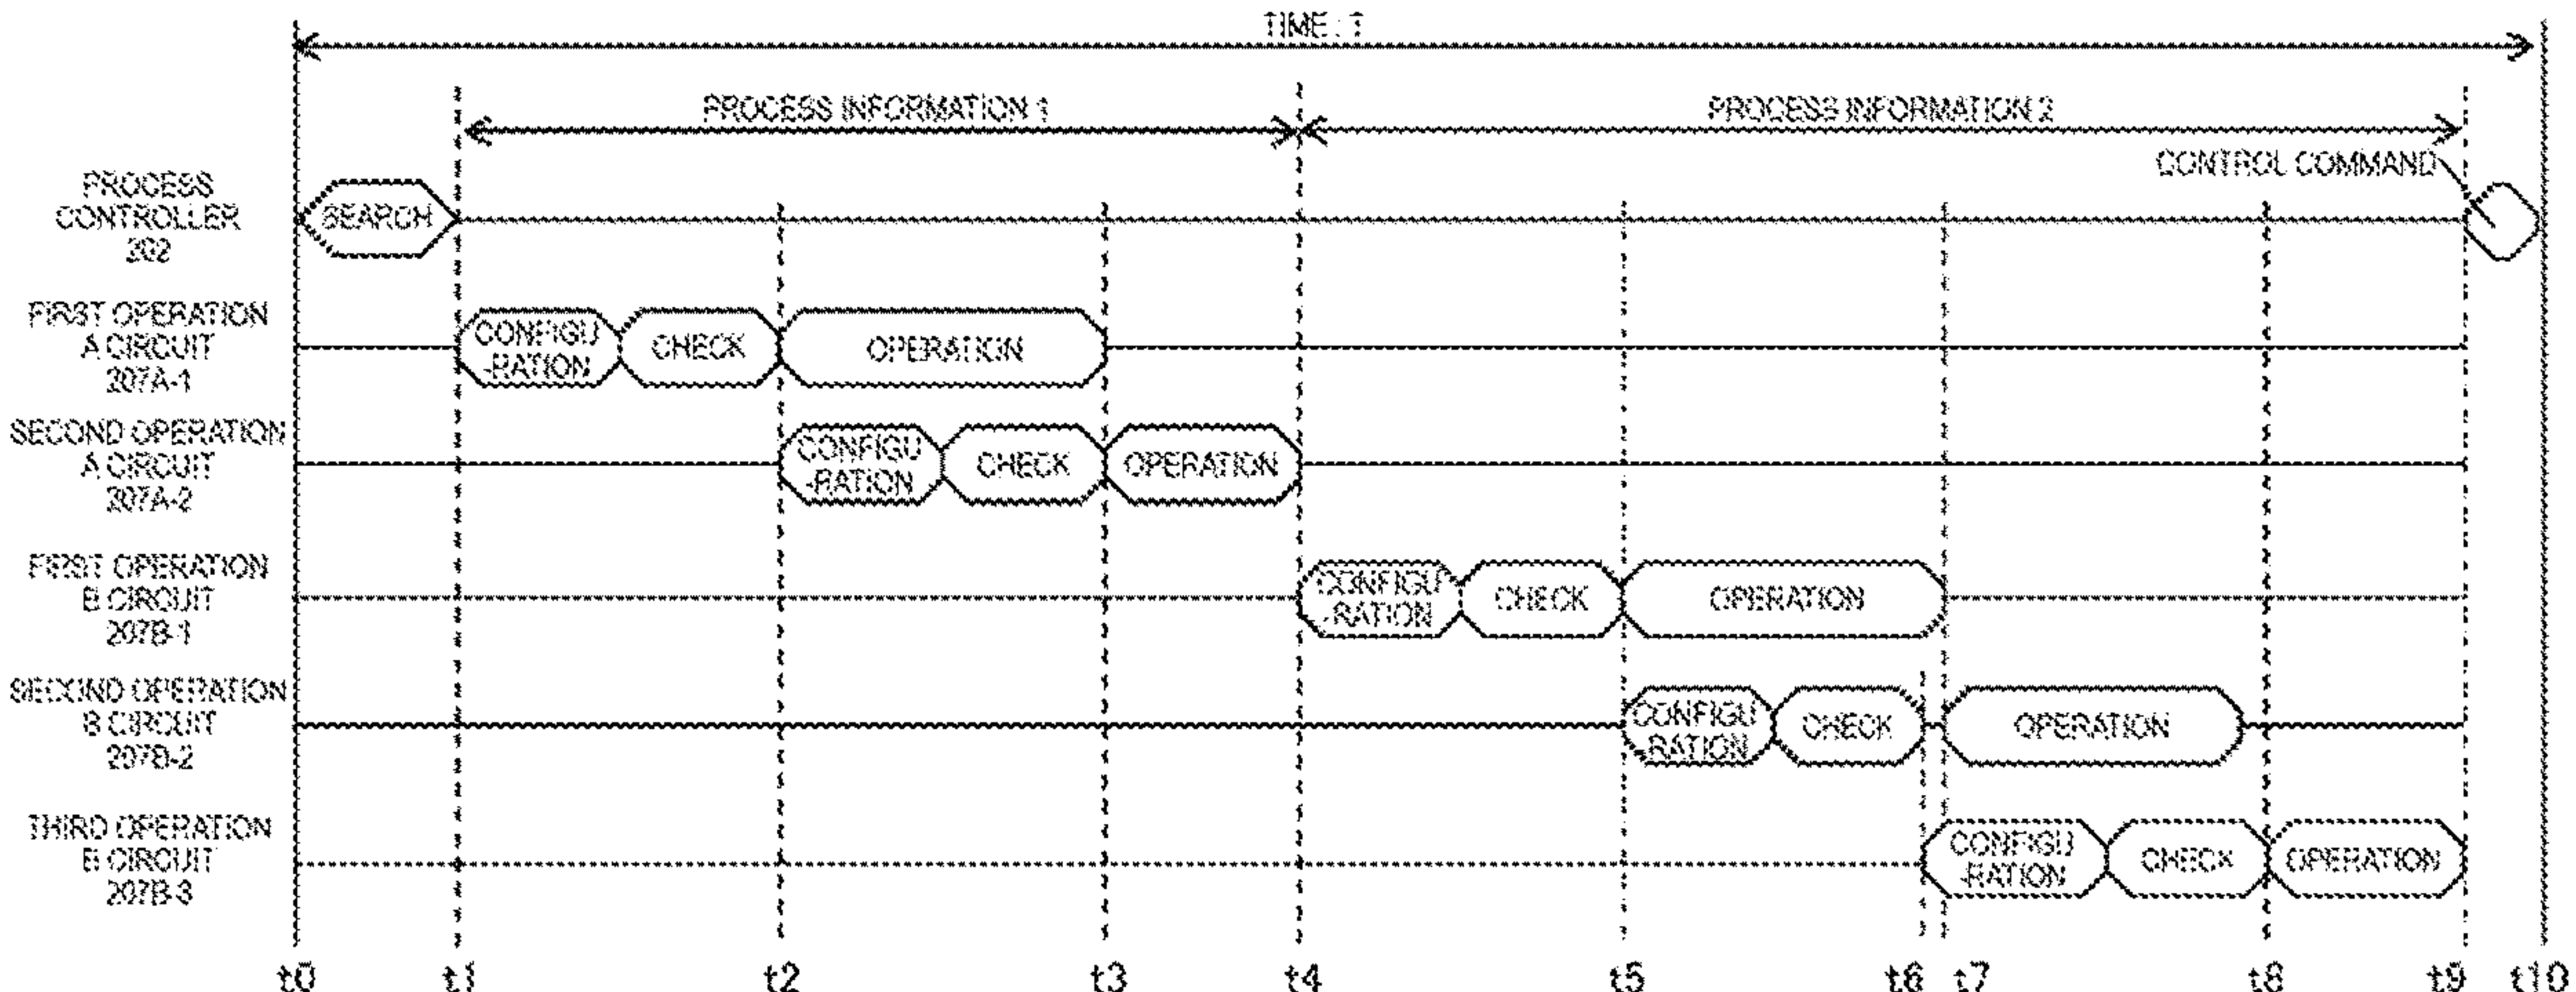 TIME : T
PROCESS INFORMATION 1
PROCESS INFORMATION 2
CONTROL COMMAND
PROCESS
CONTROLLER
202
SEARCH
FIRST OPERATION
A CIRCUIT
207A-1
CONFIGU
-RATION
CHECK
OPERATION
SECOND OPERATION
A CIRCUIT
207A-2
CONFIGU
-RATION
CHECK
OPERATION
FIRST OPERATION
B CIRCUIT
207B-1
CONFIGU
-RATION
CHECK
OPERATION
SECOND OPERATION
B CIRCUIT
207B-2
CONFIGU
-RATION
CHECK
OPERATION
THIRD OPERATION
B CIRCUIT
207B-3
CONFIGU
-RATION
CHECK
OPERATION
t0 t1 t2 t3 t4 t5 t6 t7 t8 t9 t10